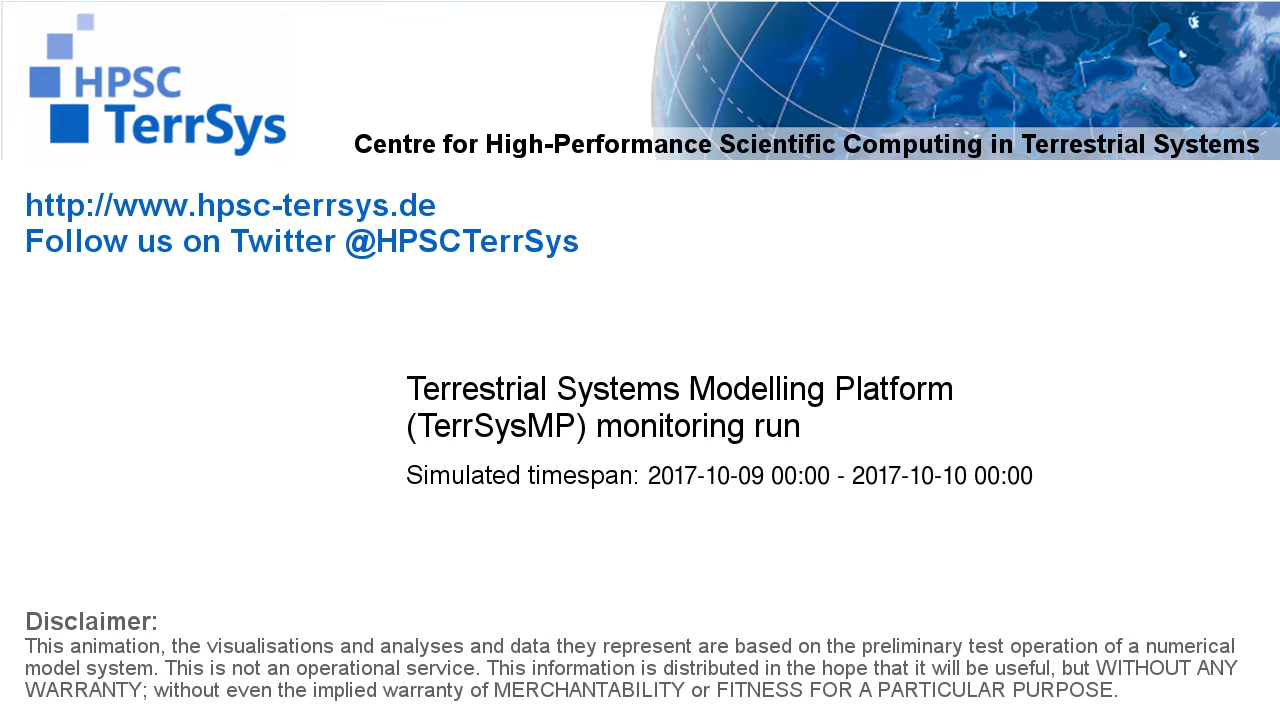 HPSC
TerrSys
Centre for High-Performance Scientific Computing in Terrestrial Systems
http://www.hpsc-terrsys.de
Follow us on Twitter @HPSCTerrSys
Terrestrial Systems Modelling Platform
(TerrSysMP) monitoring run
Simulated timespan: 2017-10-09 00:00 - 2017-10-10 00:00
Disclaimer:
This animation, the visualisations and analyses and data they represent are based on the preliminary test operation of a numerical
model system. This is not an operational service. This information is distributed in the hope that it will be useful, but WITHOUT ANY
WARRANTY; without even the implied warranty of MERCHANTABILITY or FITNESS FOR A PARTICULAR PURPOSE.